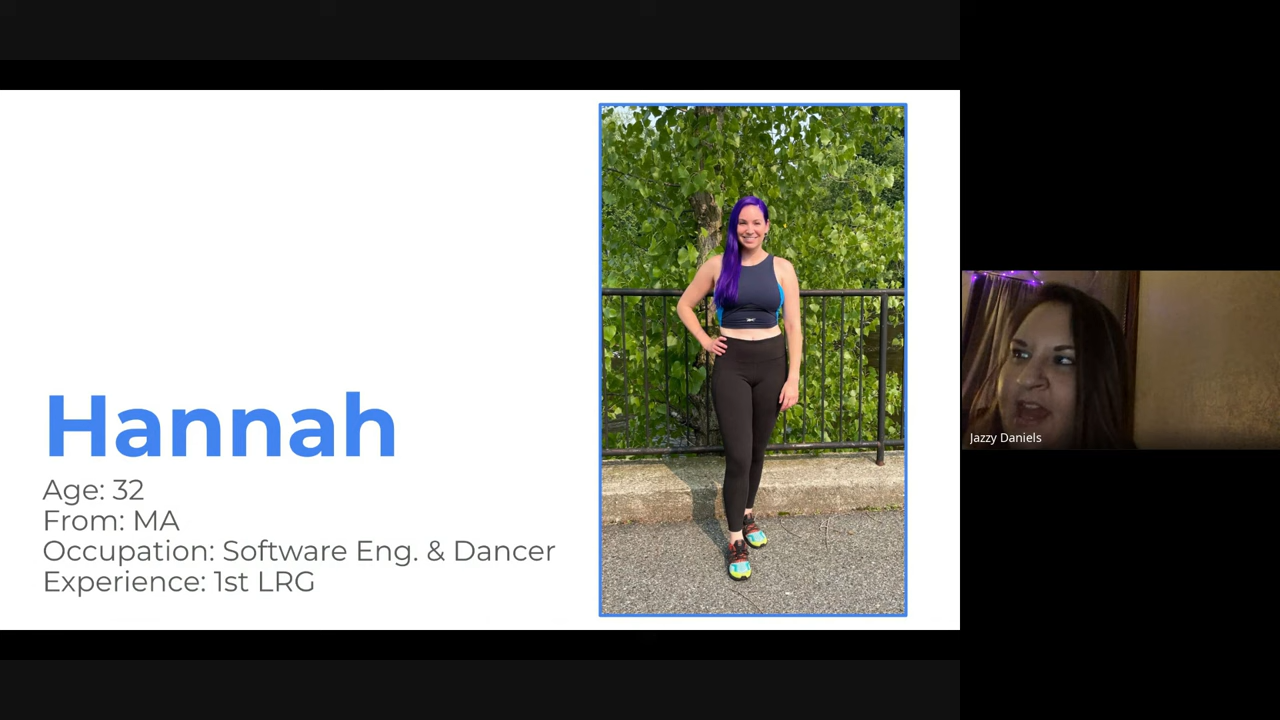 Hannah
Age: 32
From: MA
Occupation: Software Eng. & Dancer
Experience: 1st LRG
Jazzy Daniels